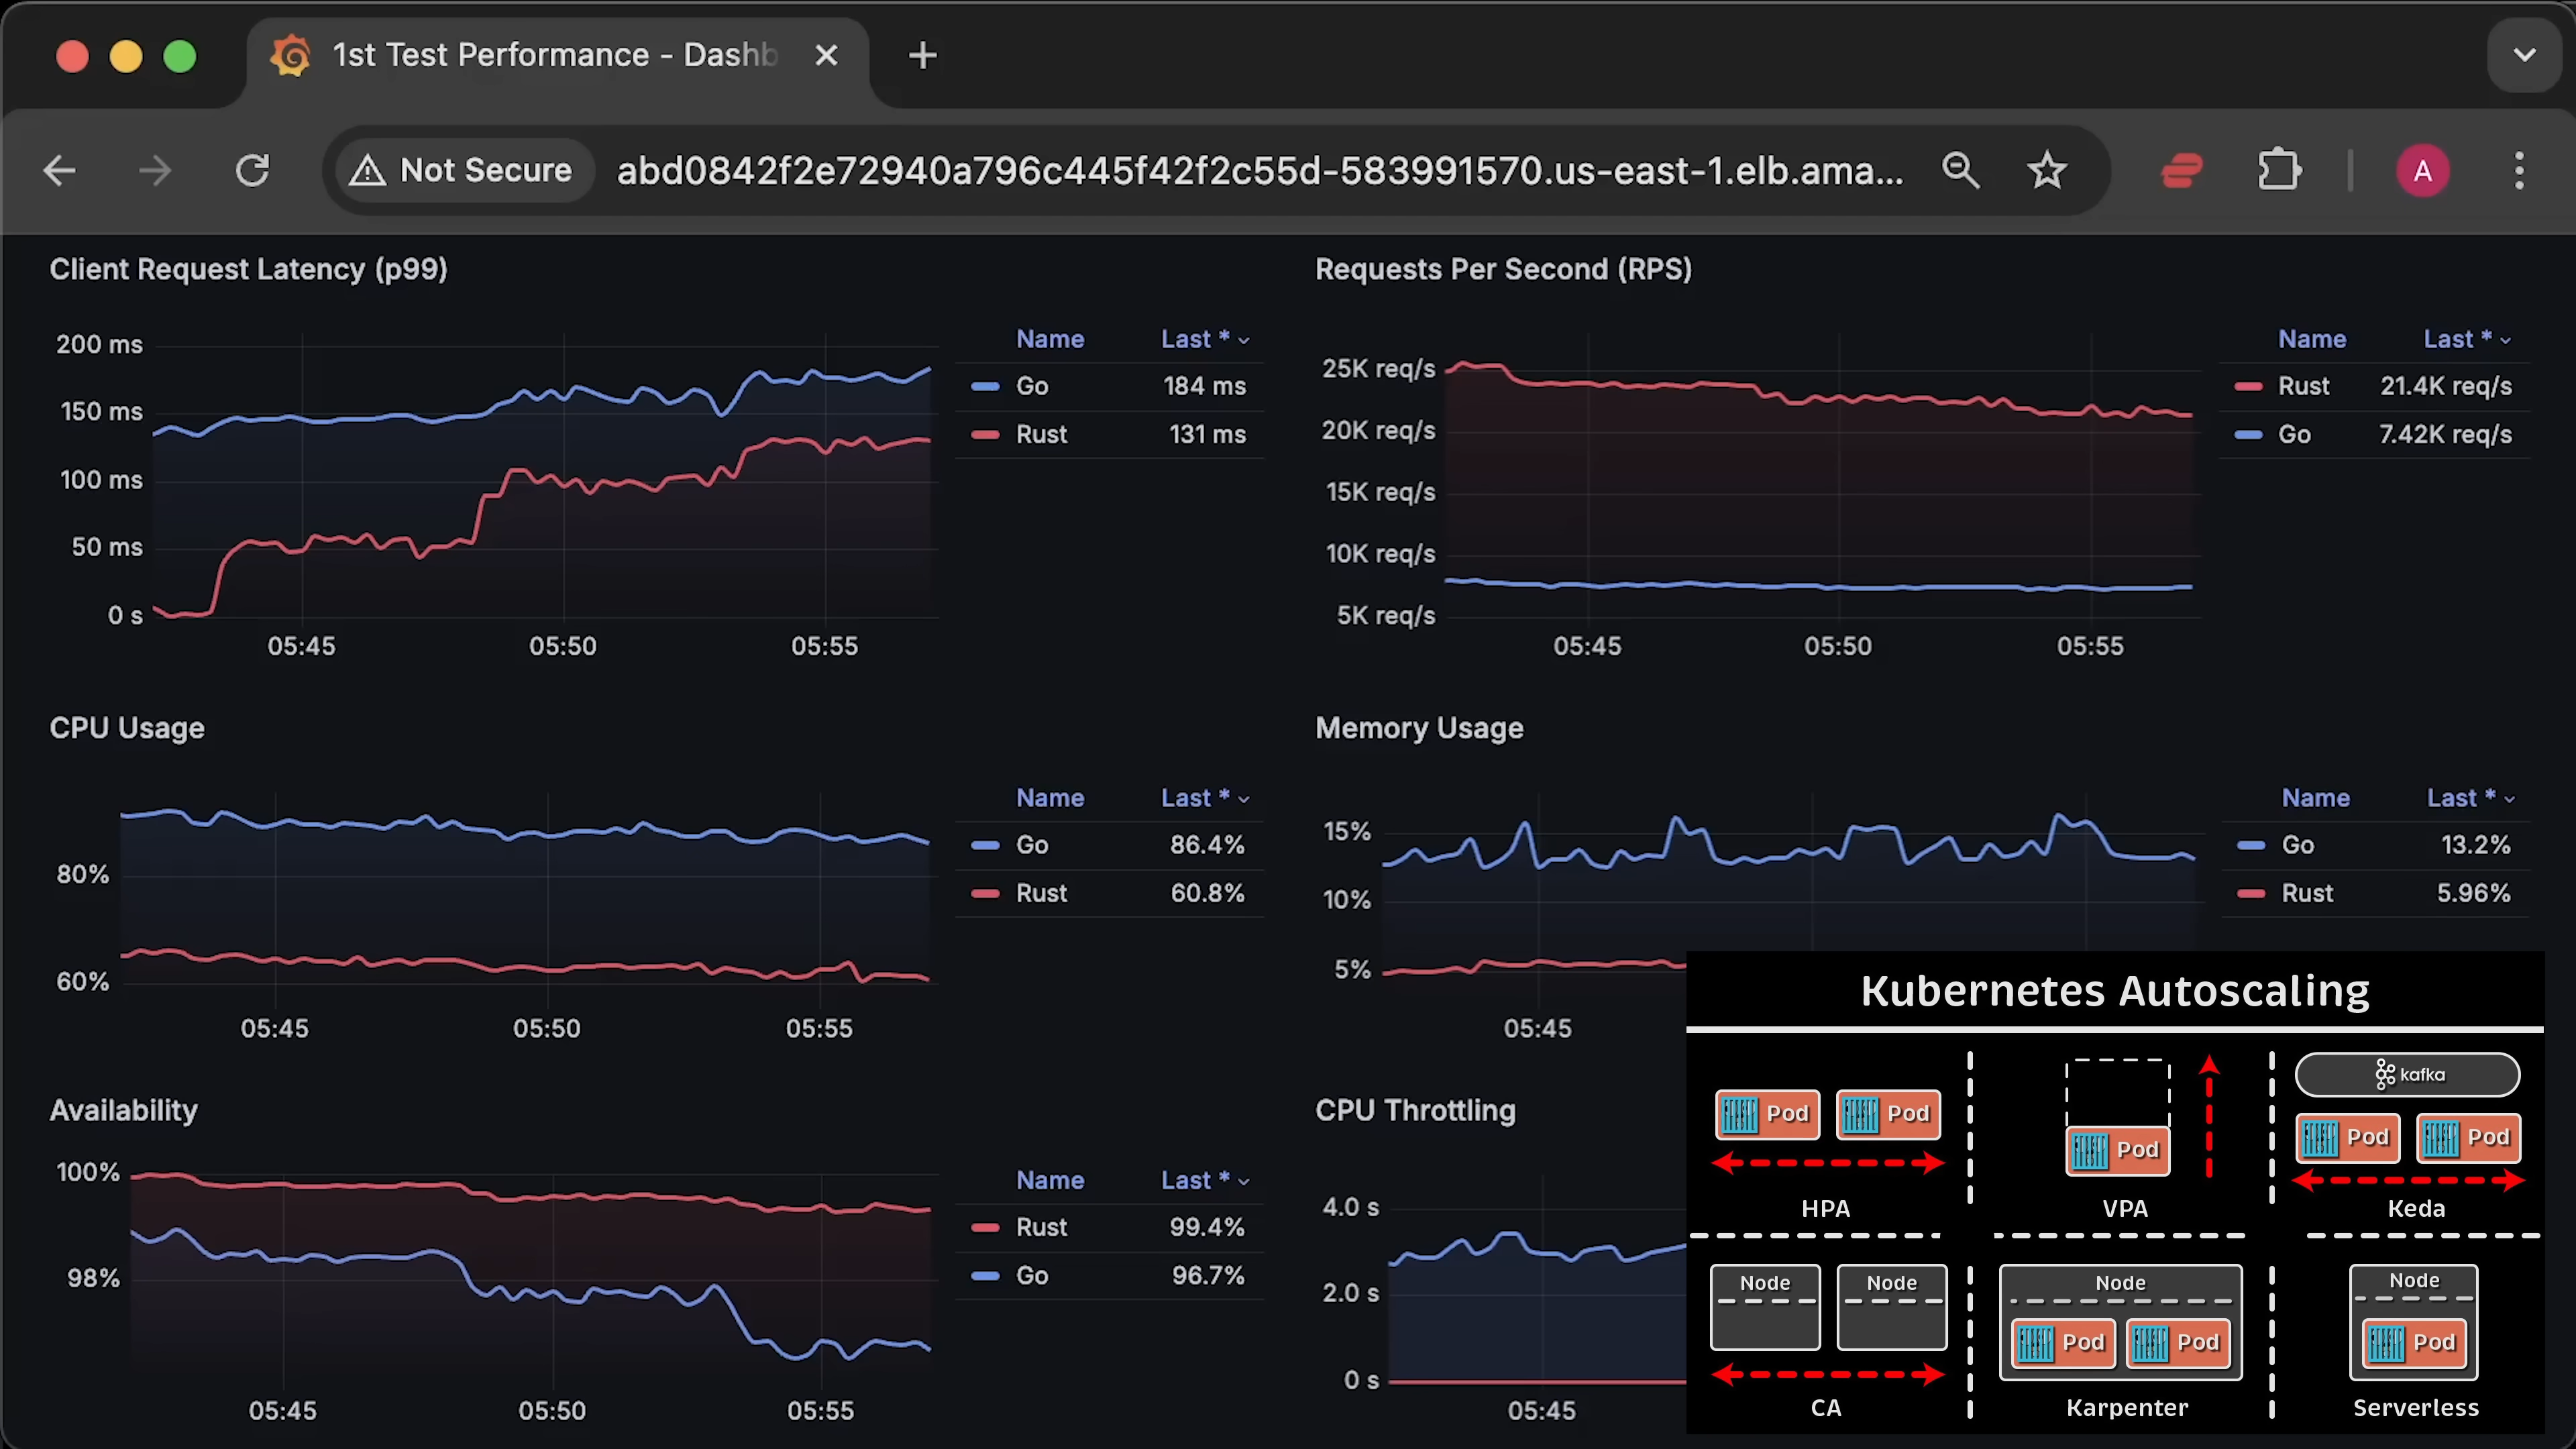 1st Test Performance - Dashb
Not Secure
abd0842f2e72940a796c445f42f2c55d-583991570.us-east-1.elb.ama...
A
Client Request Latency (p99)
200 ms
150 ms
100 ms
50 ms
0 s
05:45 05:50 05:55
Name Last *
Go 184 ms
Rust 131 ms
Requests Per Second (RPS)
25K req/s
20K req/s
15K req/s
10K req/s
5K req/s
05:45 05:50 05:55
Name Last *
Rust 21.4K req/s
Go 7.42K req/s
CPU Usage
80%
60%
05:45 05:50 05:55
Name Last *
Go 86.4%
Rust 60.8%
Memory Usage
15%
10%
5%
05:45
Name Last *
Go 13.2%
Rust 5.96%
Availability
100%
98%
05:45 05:50 05:55
Name Last *
Rust 99.4%
Go 96.7%
CPU Throttling
4.0 s
2.0 s
0 s
05:45
Kubernetes Autoscaling
Pod Pod
HPA
Pod
VPA
kafka
Pod Pod
Keda
Node Node
CA
Node
Pod Pod
Karpenter
Node
Pod
Serverless